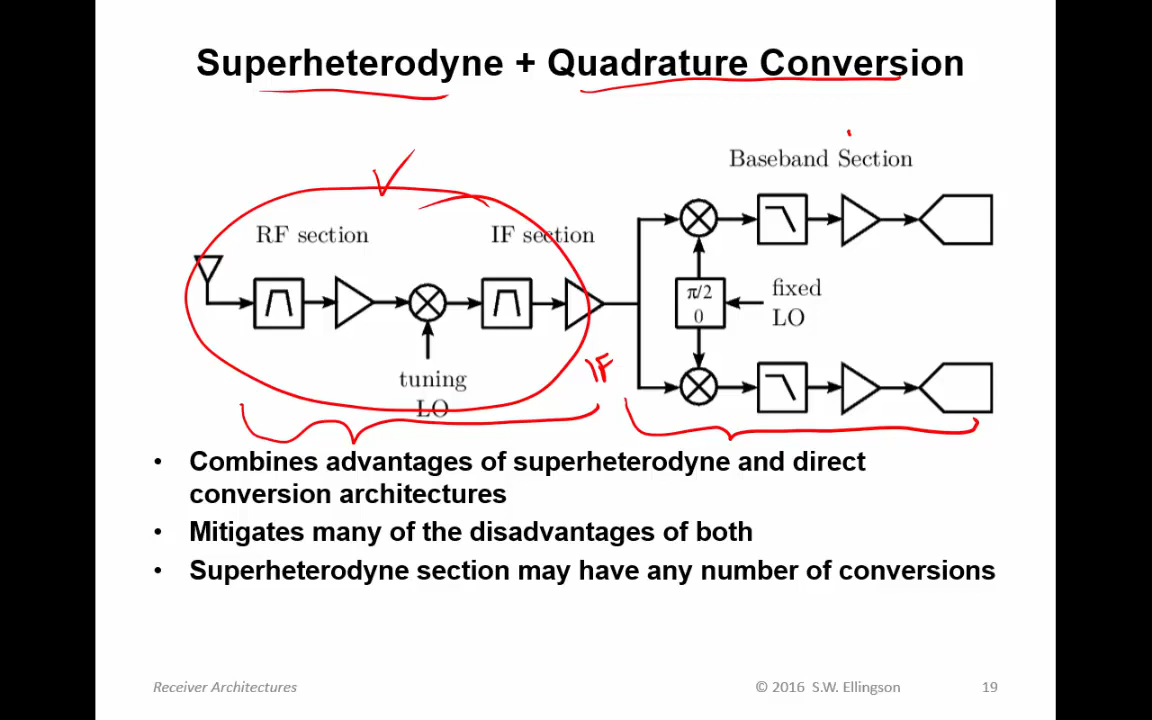 Superheterodyne + Quadrature Conversion
Baseband Section
RF section
IF section
π/2
0
fixed
LO
tuning
LO
IF
• Combines advantages of superheterodyne and direct
conversion architectures
• Mitigates many of the disadvantages of both
• Superheterodyne section may have any number of conversions
Receiver Architectures
© 2016 S.W. Ellingson
19